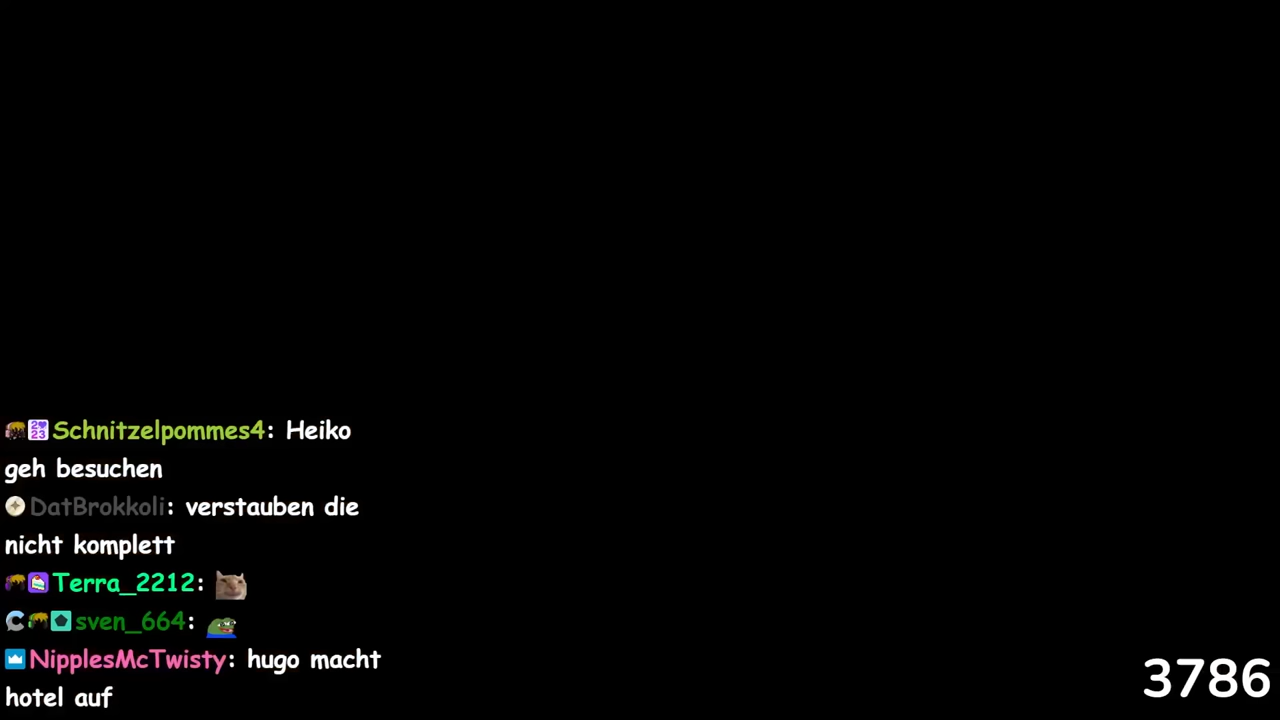 Schnitzelpommes4: Heiko
geh besuchen
DatBrokkoli: verstauben die
nicht komplett
Terra_2212:
sven_664:
NipplesMcTwisty: hugo macht
hotel auf
3786